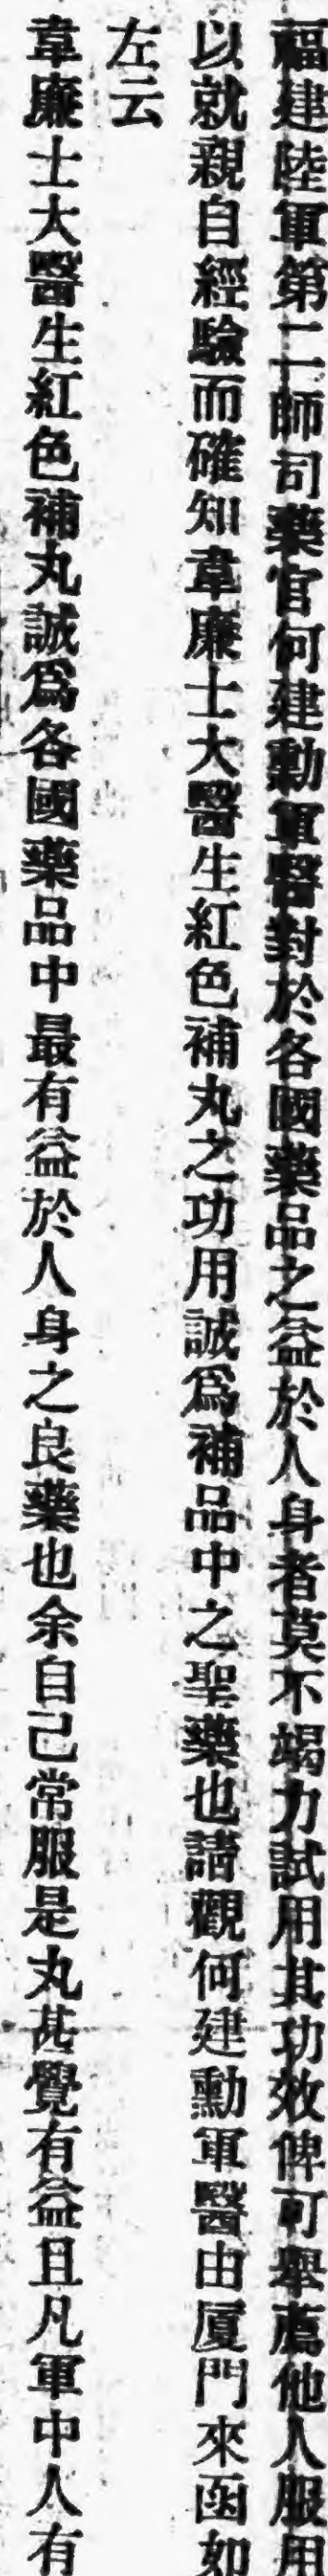 福建陸軍第二師司藥官何建勳軍醫對於各國藥品之益於人身者莫不竭力試用其功效俾可舉薦他人服用
以就親自經驗而確知韋廉士大醫生紅色補丸之功用誠爲補品中之聖藥也請觀何建勳軍醫由厦門來函如
左云
韋廉士大醫生紅色補丸誠爲各國藥品中最有益於人身之良藥也余自己常服是丸甚覺有益且凡軍中人有